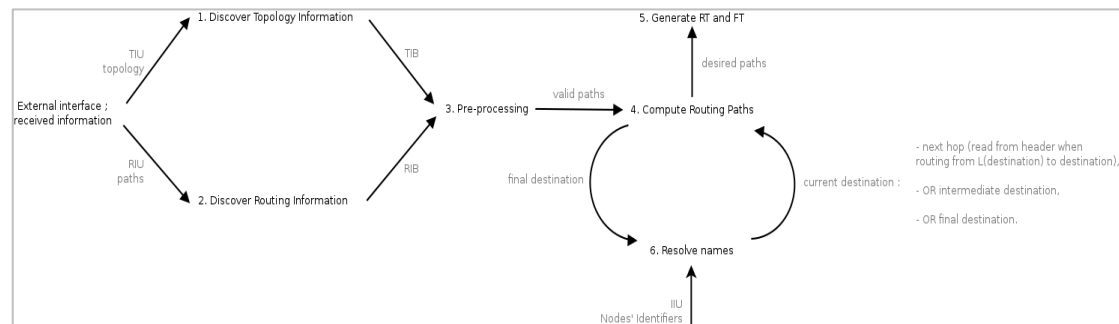 1. Discover Topology Information
5. Generate RT and FT
TIU
topology
TIB
desired paths
External interface ;
received information
3. Pre-processing
valid paths
4. Compute Routing Paths
RIU
paths
RIB
2. Discover Routing Information
final destination
current destination :
- next hop (read from header when
routing from L(destination) to destination),
- OR intermediate destination,
- OR final destination.
6. Resolve names
IIU
Nodes' Identifiers